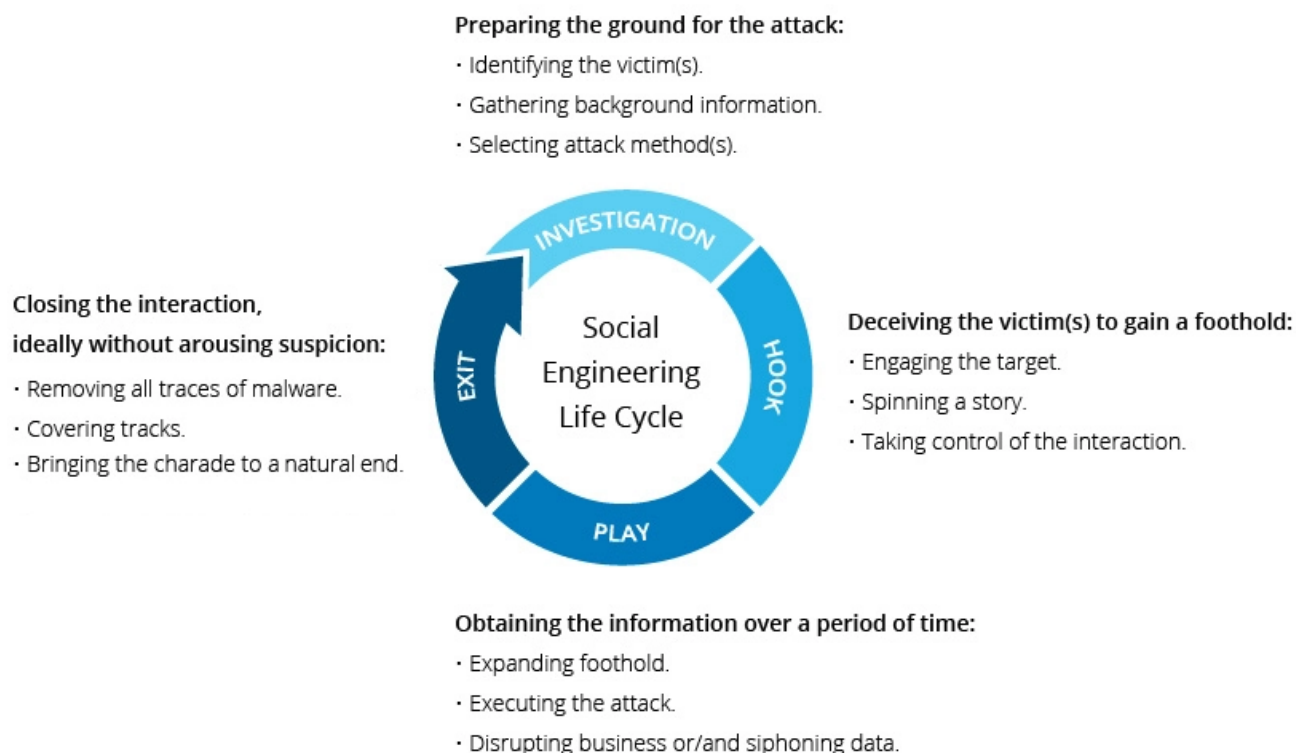 Preparing the ground for the attack:
· Identifying the victim(s).
· Gathering background information.
· Selecting attack method(s).
INVESTIGATION
HOOK
PLAY
EXIT
Social
Engineering
Life Cycle
Deceiving the victim(s) to gain a foothold:
· Engaging the target.
· Spinning a story.
· Taking control of the interaction.
Obtaining the information over a period of time:
· Expanding foothold.
· Executing the attack.
· Disrupting business or/and siphoning data.
Closing the interaction,
ideally without arousing suspicion:
· Removing all traces of malware.
· Covering tracks.
· Bringing the charade to a natural end.